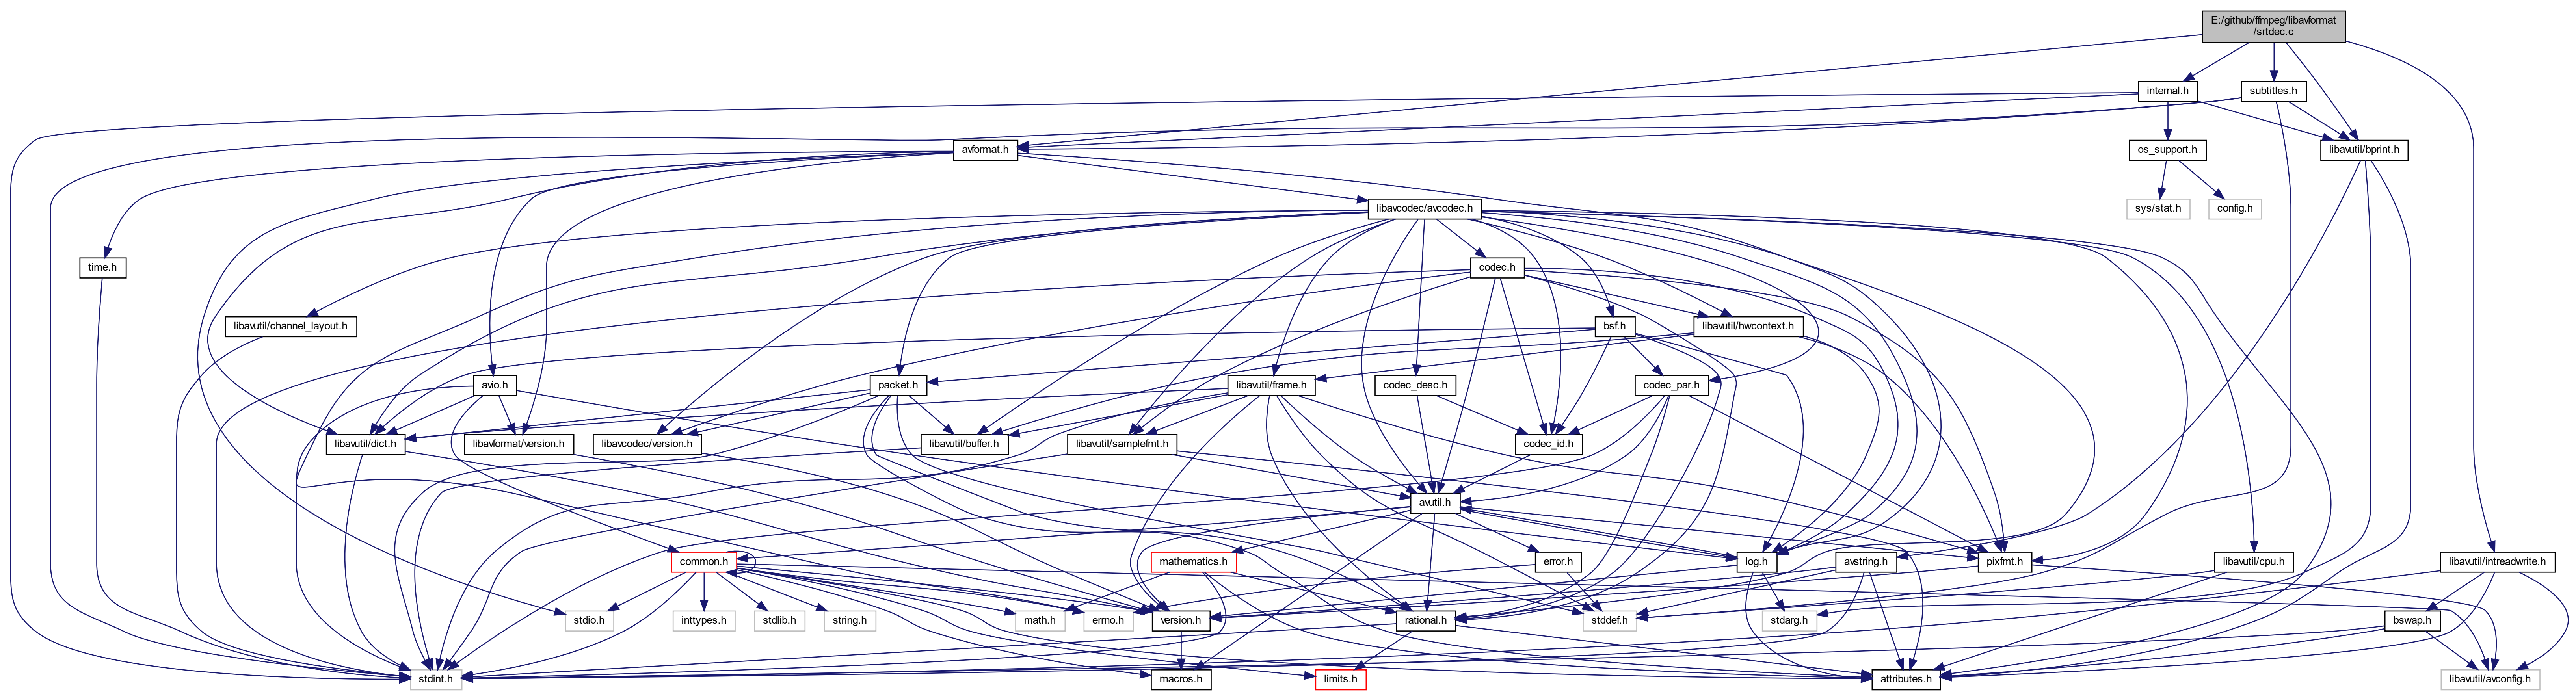 E:/github/ffmpeg/libavformat
/srtdec.c
internal.h
subtitles.h
avformat.h
os_support.h
libavutil/bprint.h
libavcodec/avcodec.h
sys/stat.h
config.h
time.h
codec.h
libavutil/channel_layout.h
bsf.h
libavutil/hwcontext.h
avio.h
packet.h
libavutil/frame.h
codec_desc.h
codec_par.h
libavutil/dict.h
libavformat/version.h
libavcodec/version.h
libavutil/buffer.h
libavutil/samplefmt.h
codec_id.h
avutil.h
common.h
mathematics.h
error.h
log.h
avstring.h
pixfmt.h
libavutil/cpu.h
libavutil/intreadwrite.h
stdio.h
inttypes.h
stdlib.h
string.h
math.h
errno.h
version.h
rational.h
stddef.h
stdarg.h
bswap.h
stdint.h
macros.h
limits.h
attributes.h
libavutil/avconfig.h